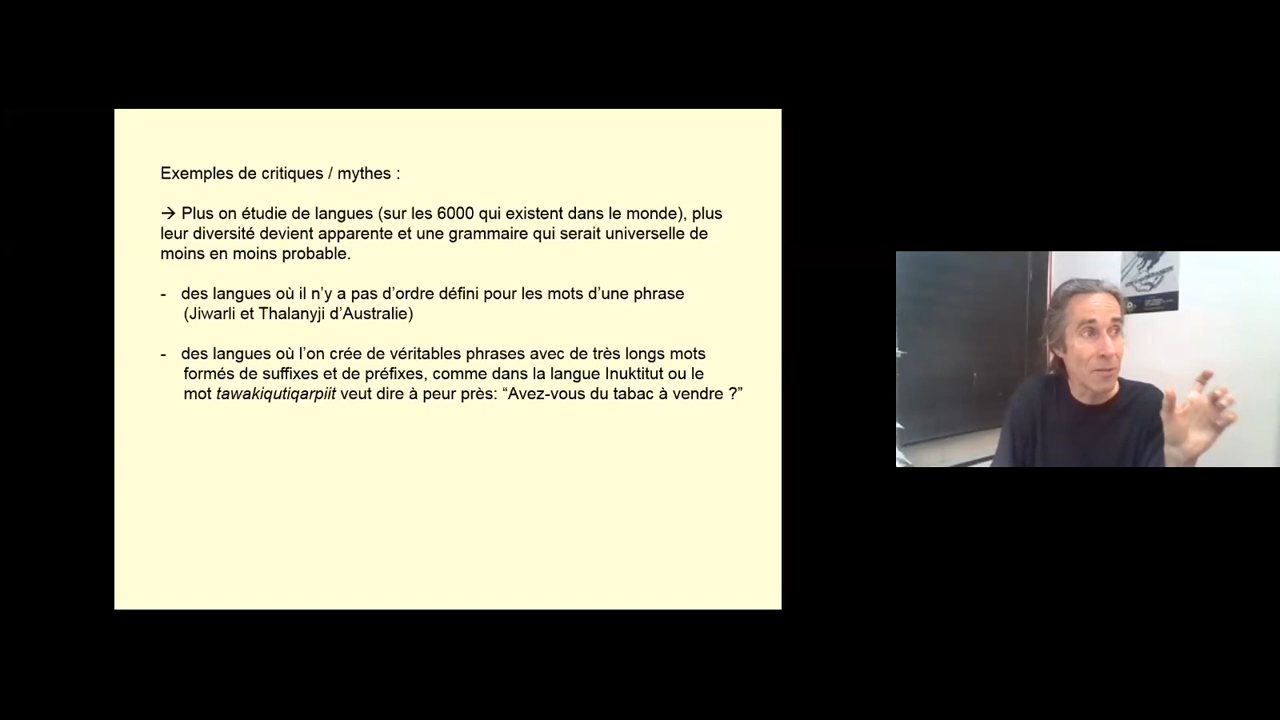 Exemples de critiques / mythes :
→ Plus on étudie de langues (sur les 6000 qui existent dans le monde), plus
leur diversité devient apparente et une grammaire qui serait universelle de
moins en moins probable.
- des langues où il n’y a pas d’ordre défini pour les mots d’une phrase
(Jiwarli et Thalanyji d’Australie)
- des langues où l’on crée de véritables phrases avec de très longs mots
formés de suffixes et de préfixes, comme dans la langue Inuktitut ou le
mot tawakiqutiqarpiit veut dire à peur près: “Avez-vous du tabac à vendre ?”